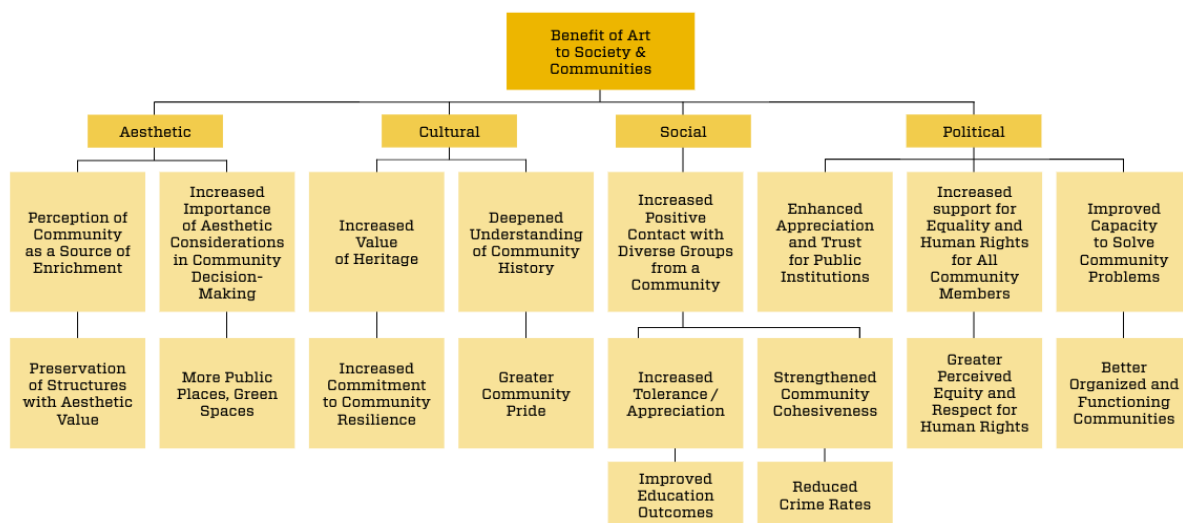 Benefit of Art
to Society &
Communities
Aesthetic
Cultural
Social
Political
Perception of
Community
as a Source of
Enrichment
Increased
Importance
of Aesthetic
Considerations
in Community
Decision-
Making
Increased
Value
of Heritage
Deepened
Understanding
of Community
History
Increased
Positive
Contact with
Diverse Groups
from a
Community
Enhanced
Appreciation
and Trust
for Public
Institutions
Increased
support for
Equality and
Human Rights
for All
Community
Members
Improved
Capacity
to Solve
Community
Problems
Preservation
of Structures
with Aesthetic
Value
More Public
Places, Green
Spaces
Increased
Commitment
to Community
Resilience
Greater
Community
Pride
Increased
Tolerance /
Appreciation
Strengthened
Community
Cohesiveness
Greater
Perceived
Equity and
Respect for
Human Rights
Better
Organized and
Functioning
Communities
Improved
Education
Outcomes
Reduced
Crime Rates